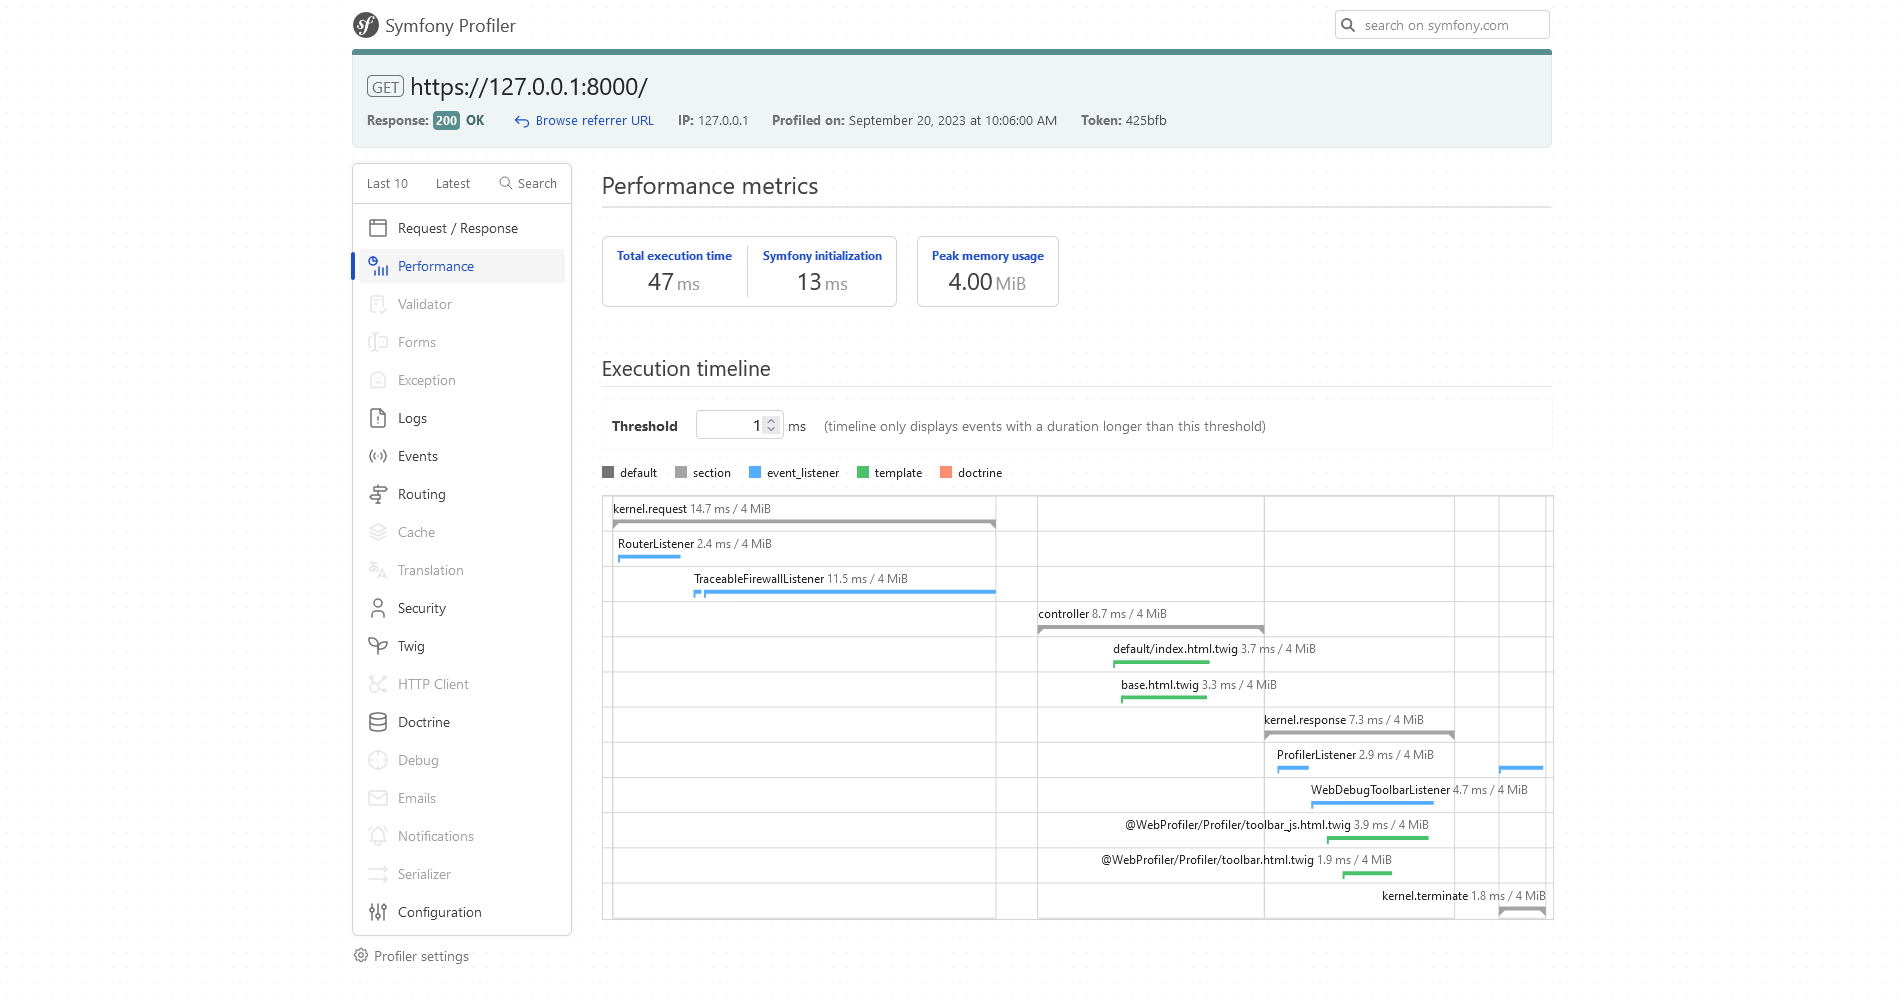 Symfony Profiler
search on symfony.com
GET https://127.0.0.1:8000/
Response: 200 OK Browse referrer URL IP: 127.0.0.1 Profiled on: September 20, 2023 at 10:06:00 AM Token: 425bfb
Last 10 Latest Search
Request / Response
Performance
Validator
Forms
Exception
Logs
Events
Routing
Cache
Translation
Security
Twig
HTTP Client
Doctrine
Debug
Emails
Notifications
Serializer
Configuration
Profiler settings
Performance metrics
Total execution time
47 ms
Symfony initialization
13 ms
Peak memory usage
4.00 MiB
Execution timeline
Threshold 1 ms (timeline only displays events with a duration longer than this threshold)
default section event_listener template doctrine
kernel.request 14.7 ms / 4 MiB
RouterListener 2.4 ms / 4 MiB
TraceableFirewallListener 11.5 ms / 4 MiB
controller 8.7 ms / 4 MiB
default/index.html.twig 3.7 ms / 4 MiB
base.html.twig 3.3 ms / 4 MiB
kernel.response 7.3 ms / 4 MiB
ProfilerListener 2.9 ms / 4 MiB
WebDebugToolbarListener 4.7 ms / 4 MiB
@WebProfiler/Profiler/toolbar_js.html.twig 3.9 ms / 4 MiB
@WebProfiler/Profiler/toolbar.html.twig 1.9 ms / 4 MiB
kernel.terminate 1.8 ms / 4 MiB